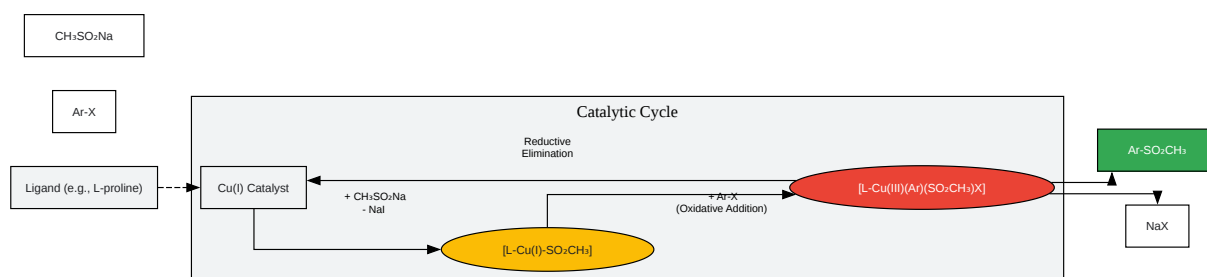 CH₃SO₂Na
Ar-X
Ligand (e.g., L-proline)
Catalytic Cycle
Reductive
Elimination
Cu(I) Catalyst
+ CH₃SO₂Na
- NaI
+ Ar-X
(Oxidative Addition)
[L-Cu(I)-SO₂CH₃]
[L-Cu(III)(Ar)(SO₂CH₃)X]
Ar-SO₂CH₃
NaX